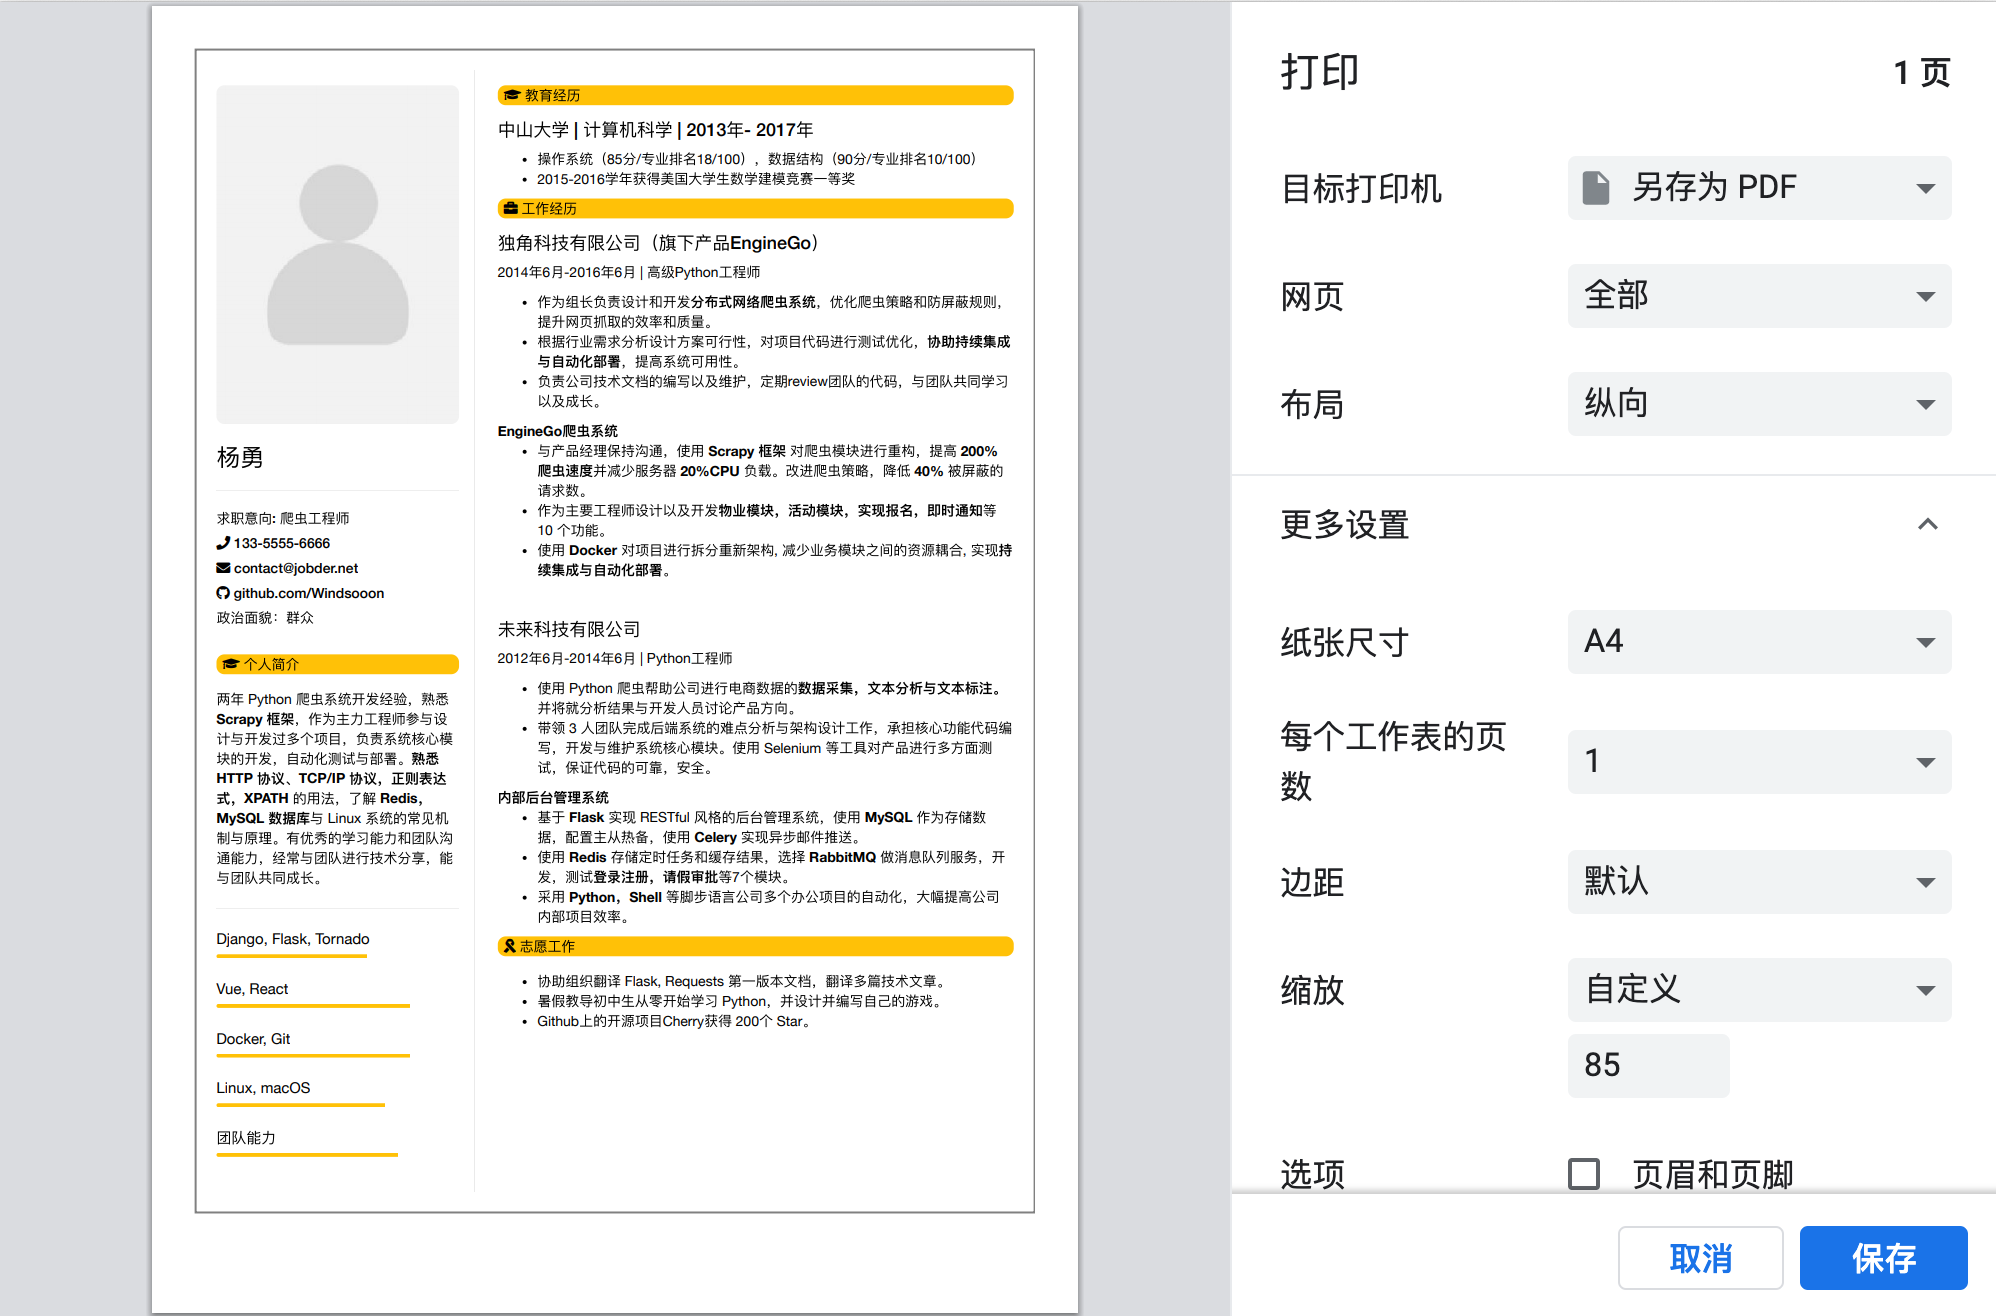 杨勇
求职意向: 爬虫工程师
133-5555-6666
contact@jobder.net
github.com/Windsooon
政治面貌：群众
个人简介
两年 Python 爬虫系统开发经验，熟悉
Scrapy 框架，作为主力工程师参与设
计与开发过多个项目，负责系统核心模
块的开发，自动化测试与部署。熟悉
HTTP 协议、TCP/IP 协议，正则表达
式，XPATH 的用法，了解 Redis，
MySQL 数据库与 Linux 系统的常见机
制与原理。有优秀的学习能力和团队沟
通能力，经常与团队进行技术分享，能
与团队共同成长。
Django, Flask, Tornado
Vue, React
Docker, Git
Linux, macOS
团队能力
教育经历
中山大学 | 计算机科学 | 2013年- 2017年
• 操作系统（85分/专业排名18/100），数据结构（90分/专业排名10/100）
• 2015-2016学年获得美国大学生数学建模竞赛一等奖
工作经历
独角科技有限公司（旗下产品EngineGo）
2014年6月-2016年6月 | 高级Python工程师
• 作为组长负责设计和开发分布式网络爬虫系统，优化爬虫策略和防屏蔽规则，
提升网页抓取的效率和质量。
• 根据行业需求分析设计方案可行性，对项目代码进行测试优化，协助持续集成
与自动化部署，提高系统可用性。
• 负责公司技术文档的编写以及维护，定期review团队的代码，与团队共同学习
以及成长。
EngineGo爬虫系统
• 与产品经理保持沟通，使用 Scrapy 框架 对爬虫模块进行重构，提高 200%
爬虫速度并减少服务器 20%CPU 负载。改进爬虫策略，降低 40% 被屏蔽的
请求数。
• 作为主要工程师设计以及开发物业模块，活动模块，实现报名，即时通知等
10 个功能。
• 使用 Docker 对项目进行拆分重新架构, 减少业务模块之间的资源耦合, 实现持
续集成与自动化部署。
未来科技有限公司
2012年6月-2014年6月 | Python工程师
• 使用 Python 爬虫帮助公司进行电商数据的数据采集，文本分析与文本标注。
并将就分析结果与开发人员讨论产品方向。
• 带领 3 人团队完成后端系统的难点分析与架构设计工作，承担核心功能代码编
写，开发与维护系统核心模块。使用 Selenium 等工具对产品进行多方面测
试，保证代码的可靠，安全。
内部后台管理系统
• 基于 Flask 实现 RESTful 风格的后台管理系统，使用 MySQL 作为存储数
据，配置主从热备，使用 Celery 实现异步邮件推送。
• 使用 Redis 存储定时任务和缓存结果，选择 RabbitMQ 做消息队列服务，开
发，测试登录注册，请假审批等7个模块。
• 采用 Python，Shell 等脚步语言公司多个办公项目的自动化，大幅提高公司
内部项目效率。
志愿工作
• 协助组织翻译 Flask, Requests 第一版本文档，翻译多篇技术文章。
• 暑假教导初中生从零开始学习 Python，并设计并编写自己的游戏。
• Github上的开源项目Cherry获得 200个 Star。
打印 1 页
目标打印机 另存为 PDF
网页 全部
布局 纵向
更多设置
纸张尺寸 A4
每个工作表的页
数 1
边距 默认
缩放 自定义
85
选项 页眉和页脚
取消 保存